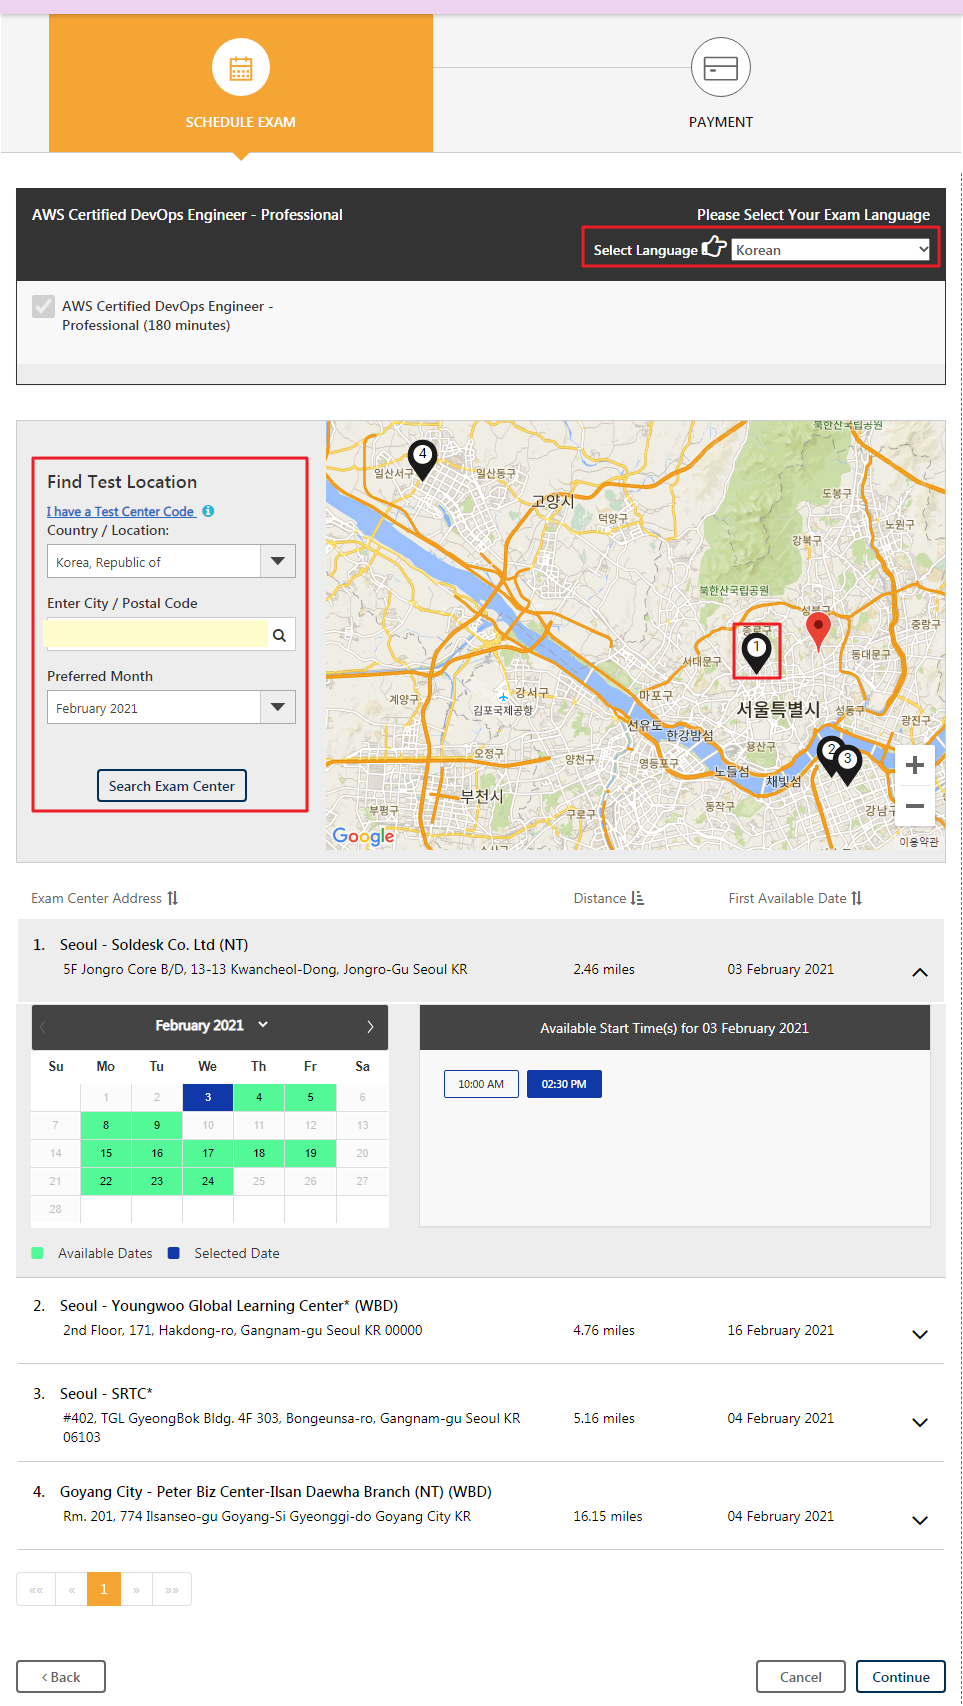 SCHEDULE EXAM
PAYMENT
AWS Certified DevOps Engineer - Professional
Please Select Your Exam Language
Select Language
Korean
AWS Certified DevOps Engineer -
Professional (180 minutes)
Find Test Location
I have a Test Center Code
Country / Location:
Korea, Republic of
Enter City / Postal Code
Preferred Month
February 2021
Search Exam Center
북한산국립공원
4
일산서구
일산동구
고양시
덕양구
도봉구
노원구
강북구
북한산국립공원
성북구
종로구
중랑구
1
서대문구
동대문구
계양구
강서구
김포국제공항
마포구
서울특별시
성동구
광진구
선유도
한강밤섬
오정구
양천구
영등포구
용산구
2
3
노들섬
채빛섬
부천시
부평구
구로구
동작구
강남구
Google
이용약관
Exam Center Address
Distance
First Available Date
1. Seoul - Soldesk Co. Ltd (NT)
5F Jongro Core B/D, 13-13 Kwancheol-Dong, Jongro-Gu Seoul KR
2.46 miles
03 February 2021
February 2021
Su Mo Tu We Th Fr Sa
1 2 3 4 5 6
7 8 9 10 11 12 13
14 15 16 17 18 19 20
21 22 23 24 25 26 27
28
Available Dates
Selected Date
Available Start Time(s) for 03 February 2021
10:00 AM
02:30 PM
2. Seoul - Youngwoo Global Learning Center* (WBD)
2nd Floor, 171, Hakdong-ro, Gangnam-gu Seoul KR 00000
4.76 miles
16 February 2021
3. Seoul - SRTC*
#402, TGL GyeongBok Bldg. 4F 303, Bongeunsa-ro, Gangnam-gu Seoul KR
06103
5.16 miles
04 February 2021
4. Goyang City - Peter Biz Center-Ilsan Daewha Branch (NT) (WBD)
Rm. 201, 774 Ilsanseo-gu Goyang-Si Gyeonggi-do Goyang City KR
16.15 miles
04 February 2021
«« « 1 » »»
< Back
Cancel
Continue